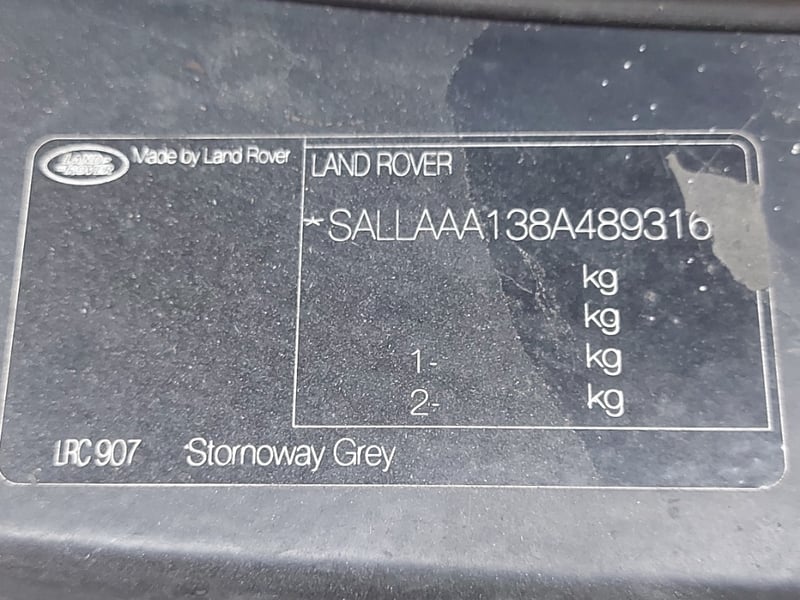 LAND-
ROVER
Made by Land Rover
LAND ROVER
*SALLAAA138A489316
kg
kg
1- kg
2- kg
LRC 907 Stornoway Grey